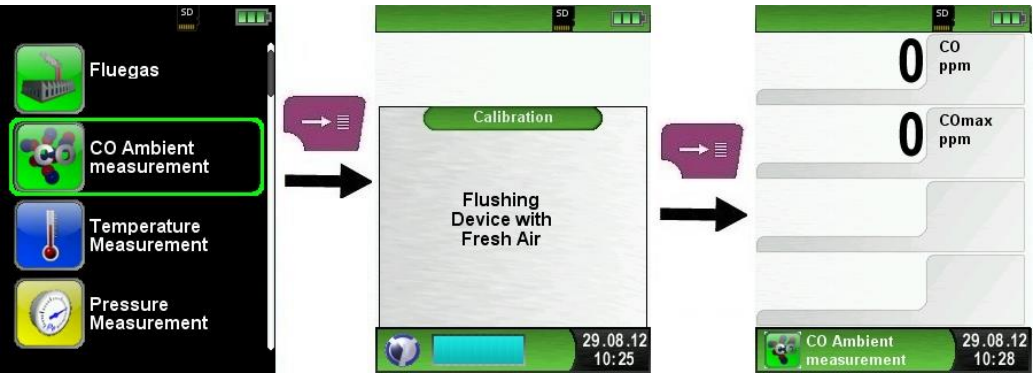 SD
Fluegas
CO
CO Ambient
measurement
Temperature
Measurement
Pressure
Measurement
SD
Calibration
Flushing
Device with
Fresh Air
29.08.12
10:25
SD
0 CO
ppm
0 COmax
ppm
CO Ambient
measurement
29.08.12
10:28